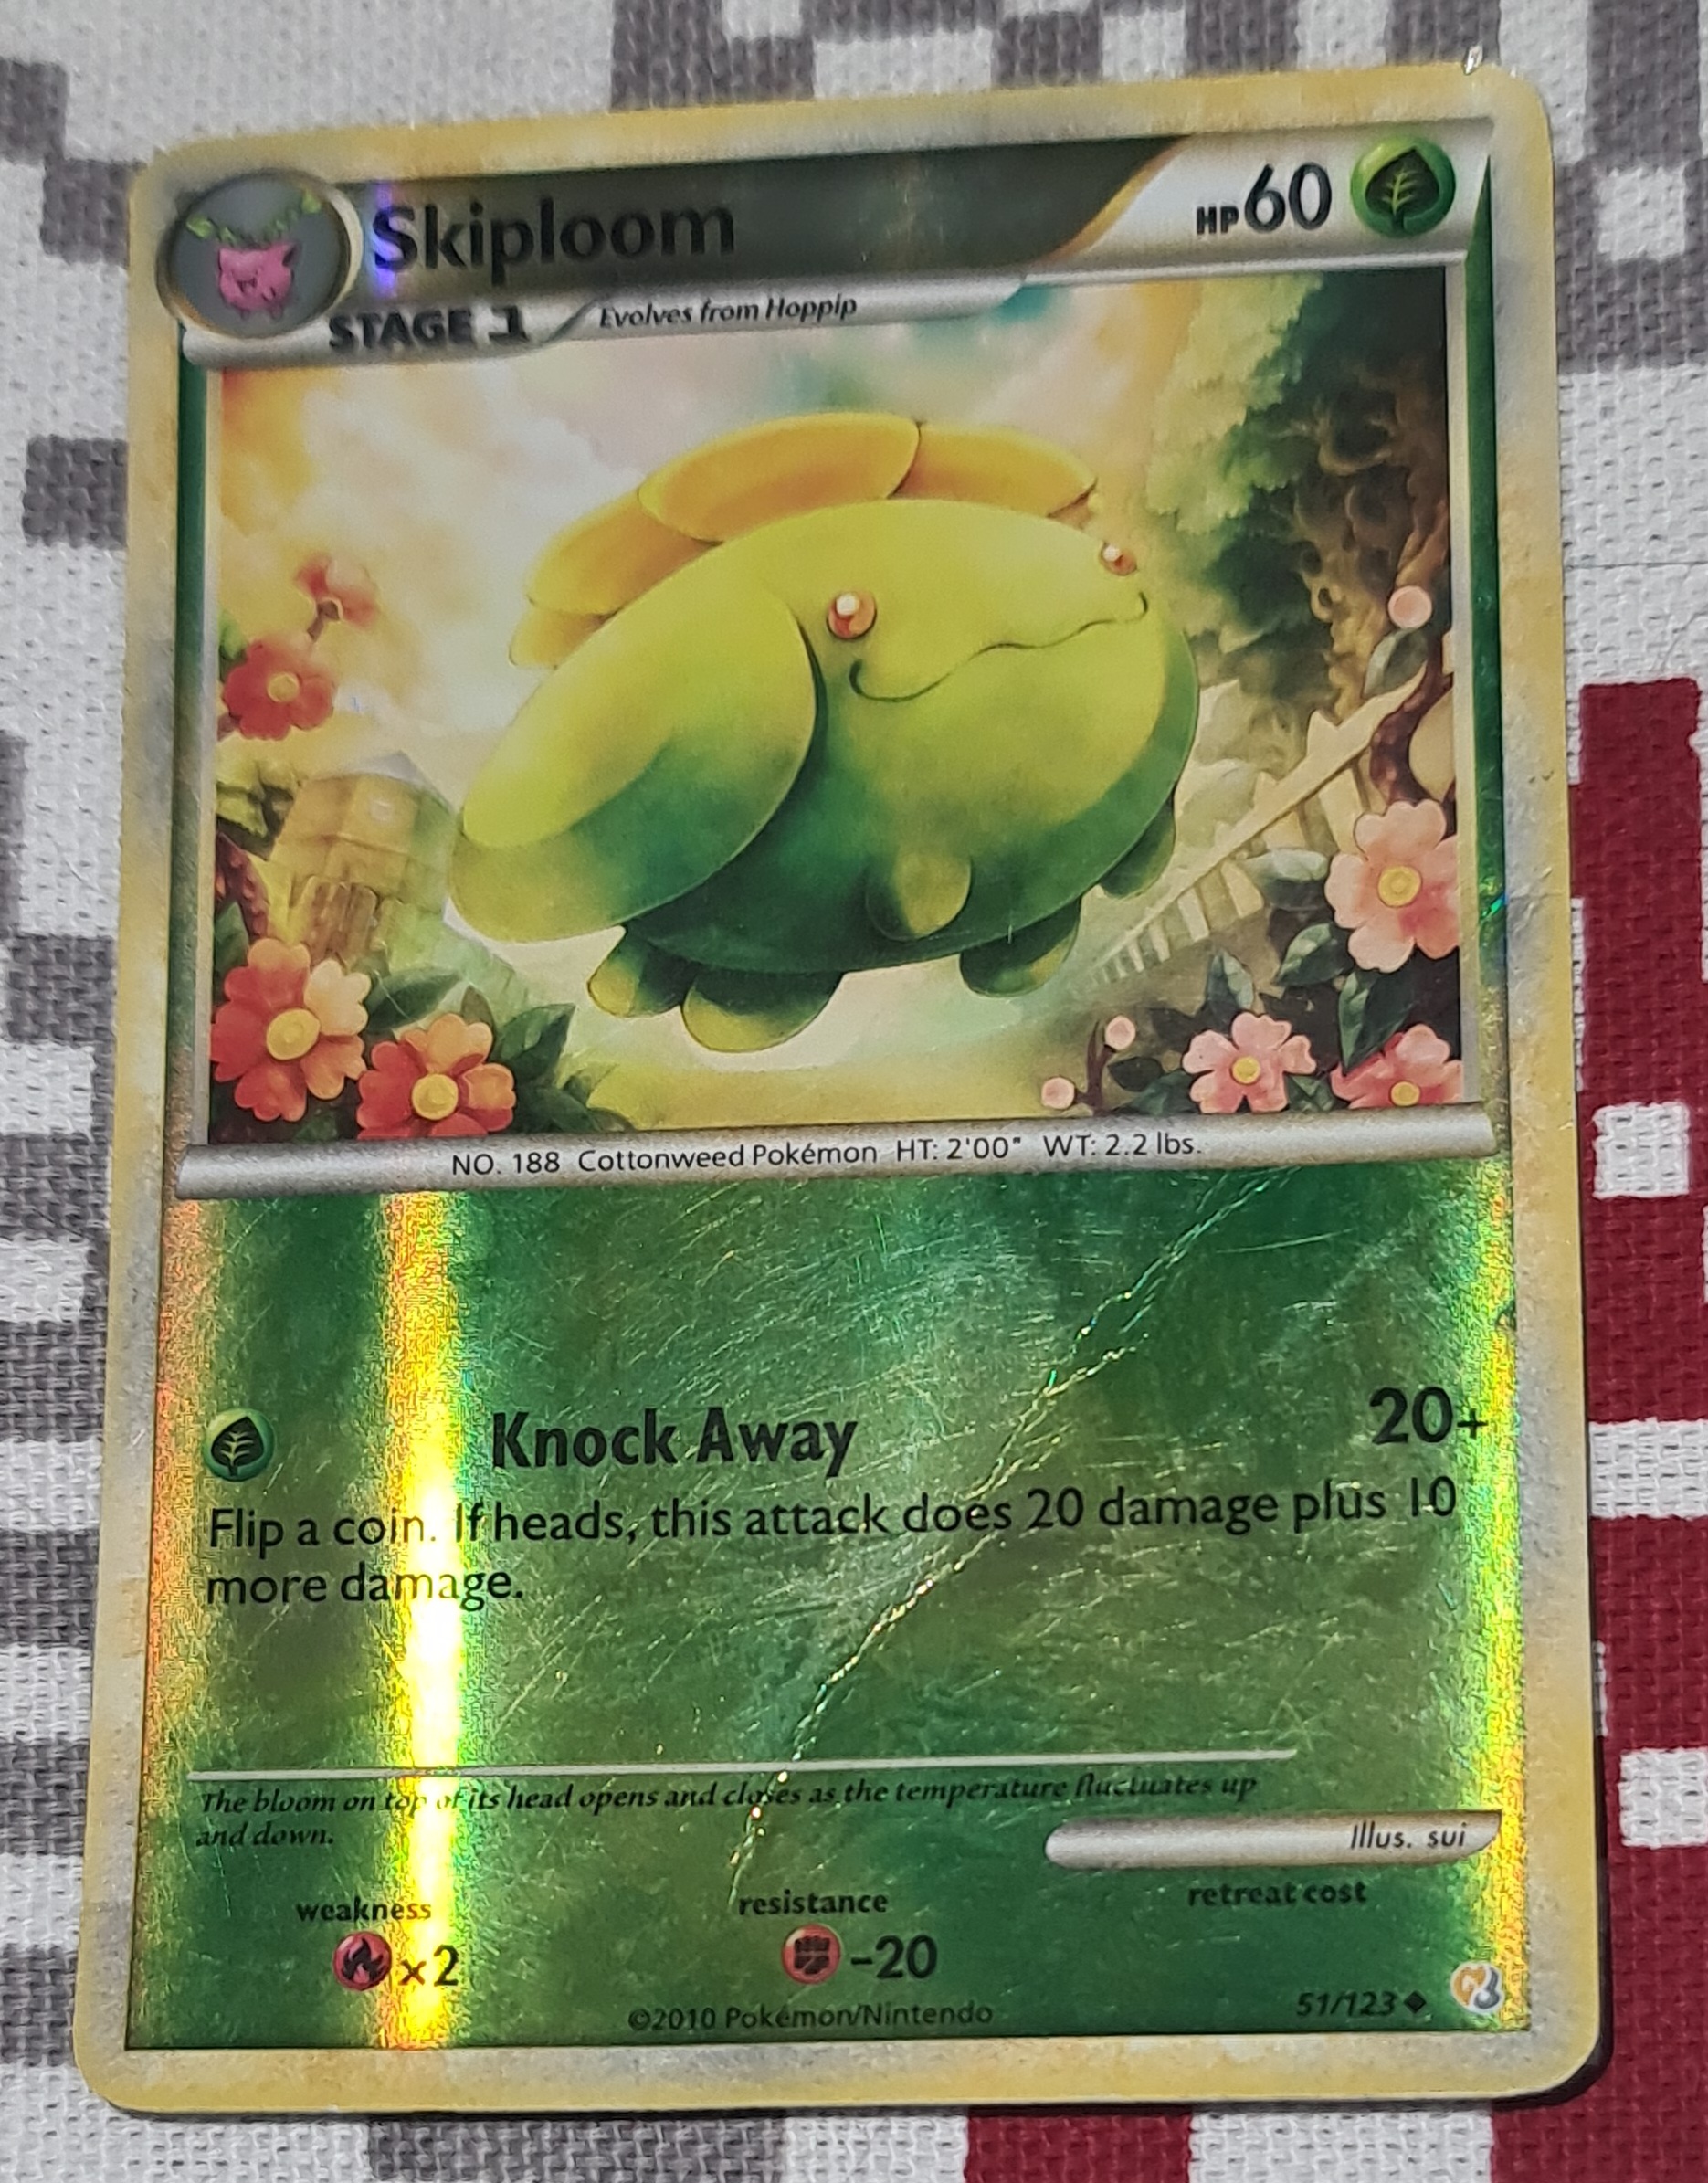 Skiploom
HP 60
STAGE 1
Evolves from Hoppip
NO. 188 Cottonweed Pokémon HT: 2'00" WT: 2.2 lbs.
Knock Away
20+
Flip a coin. If heads, this attack does 20 damage plus 10
more damage.
The bloom on top of its head opens and closes as the temperature fluctuates up
and down.
Illus. sui
weakness
resistance
retreat cost
×2
-20
©2010 Pokémon/Nintendo
51/123 ◆